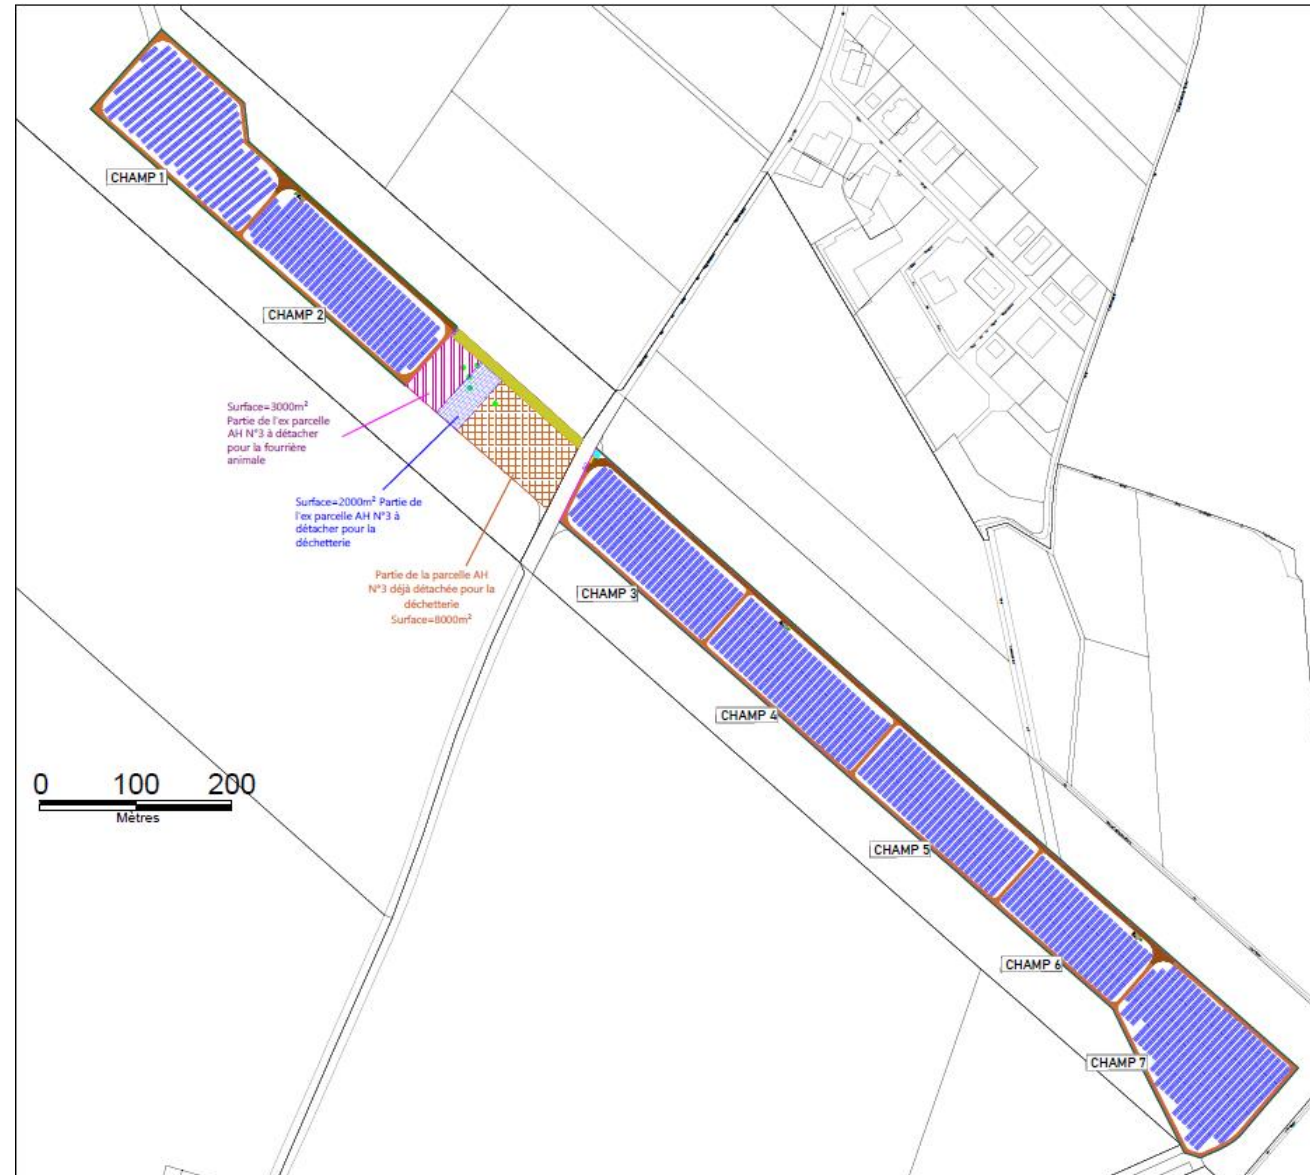 CHAMP 1
CHAMP 2
Surface=3000m²
Partie de l'ex parcelle
AH N°3 à détacher
pour la fourrière
animale
Surface=2000m² Partie de
l'ex parcelle AH N°3 à
détacher pour la
déchetterie
Partie de la parcelle AH
N°3 déjà détachée pour la
déchetterie
Surface=8000m²
CHAMP 3
CHAMP 4
0 100 200
Mètres
CHAMP 5
CHAMP 6
CHAMP 7